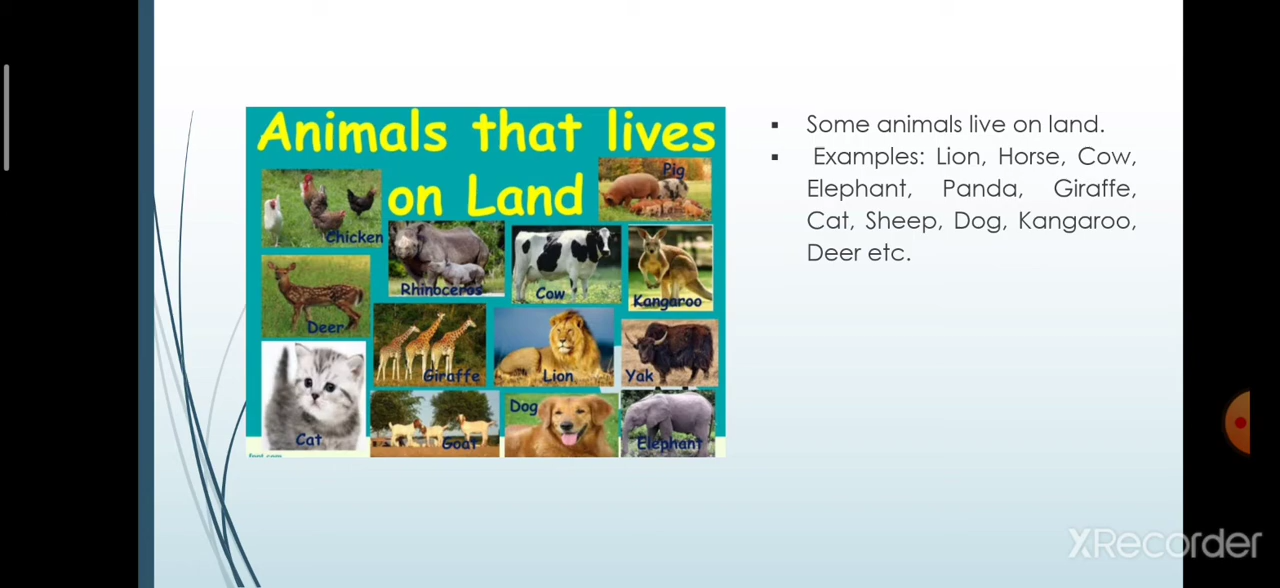 Animals that lives
on Land
Pig
Chicken
Rhinoceros
Cow
Kangaroo
Deer
Giraffe
Lion
Yak
Cat
Goat
Dog
Elephant
▪ Some animals live on land.
▪ Examples: Lion, Horse, Cow,
Elephant, Panda, Giraffe,
Cat, Sheep, Dog, Kangaroo,
Deer etc.
XRecorder